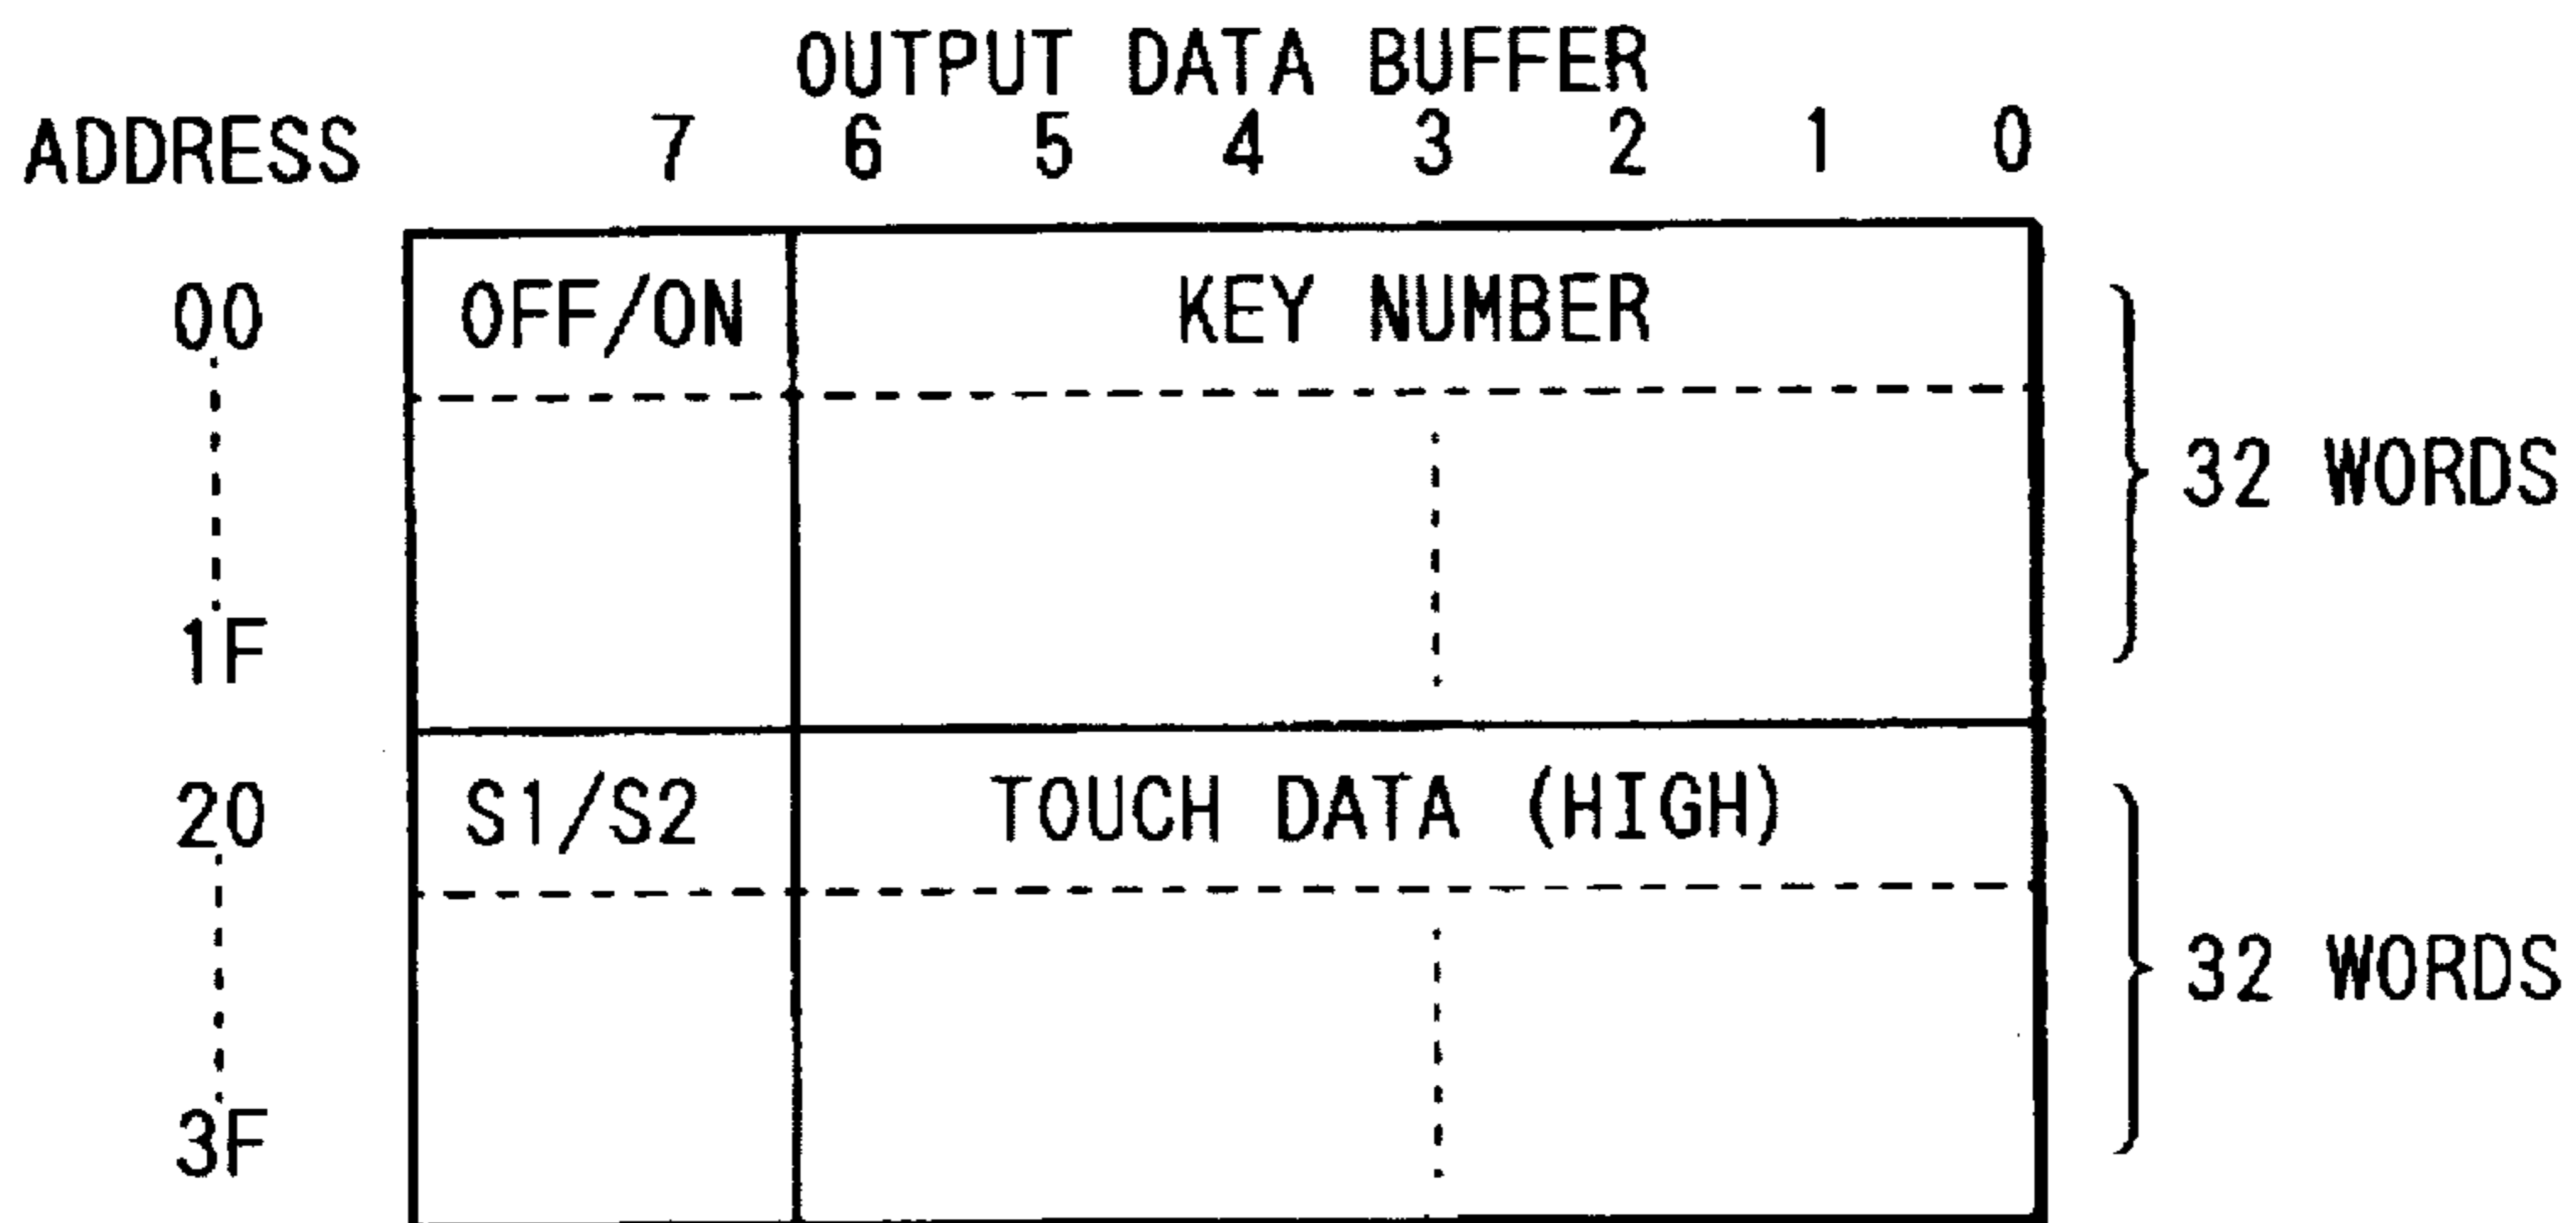 OUTPUT DATA BUFFER
ADDRESS 7 6 5 4 3 2 1 0
00 OFF/ON KEY NUMBER
32 WORDS
1F
20 S1/S2 TOUCH DATA (HIGH)
32 WORDS
3F